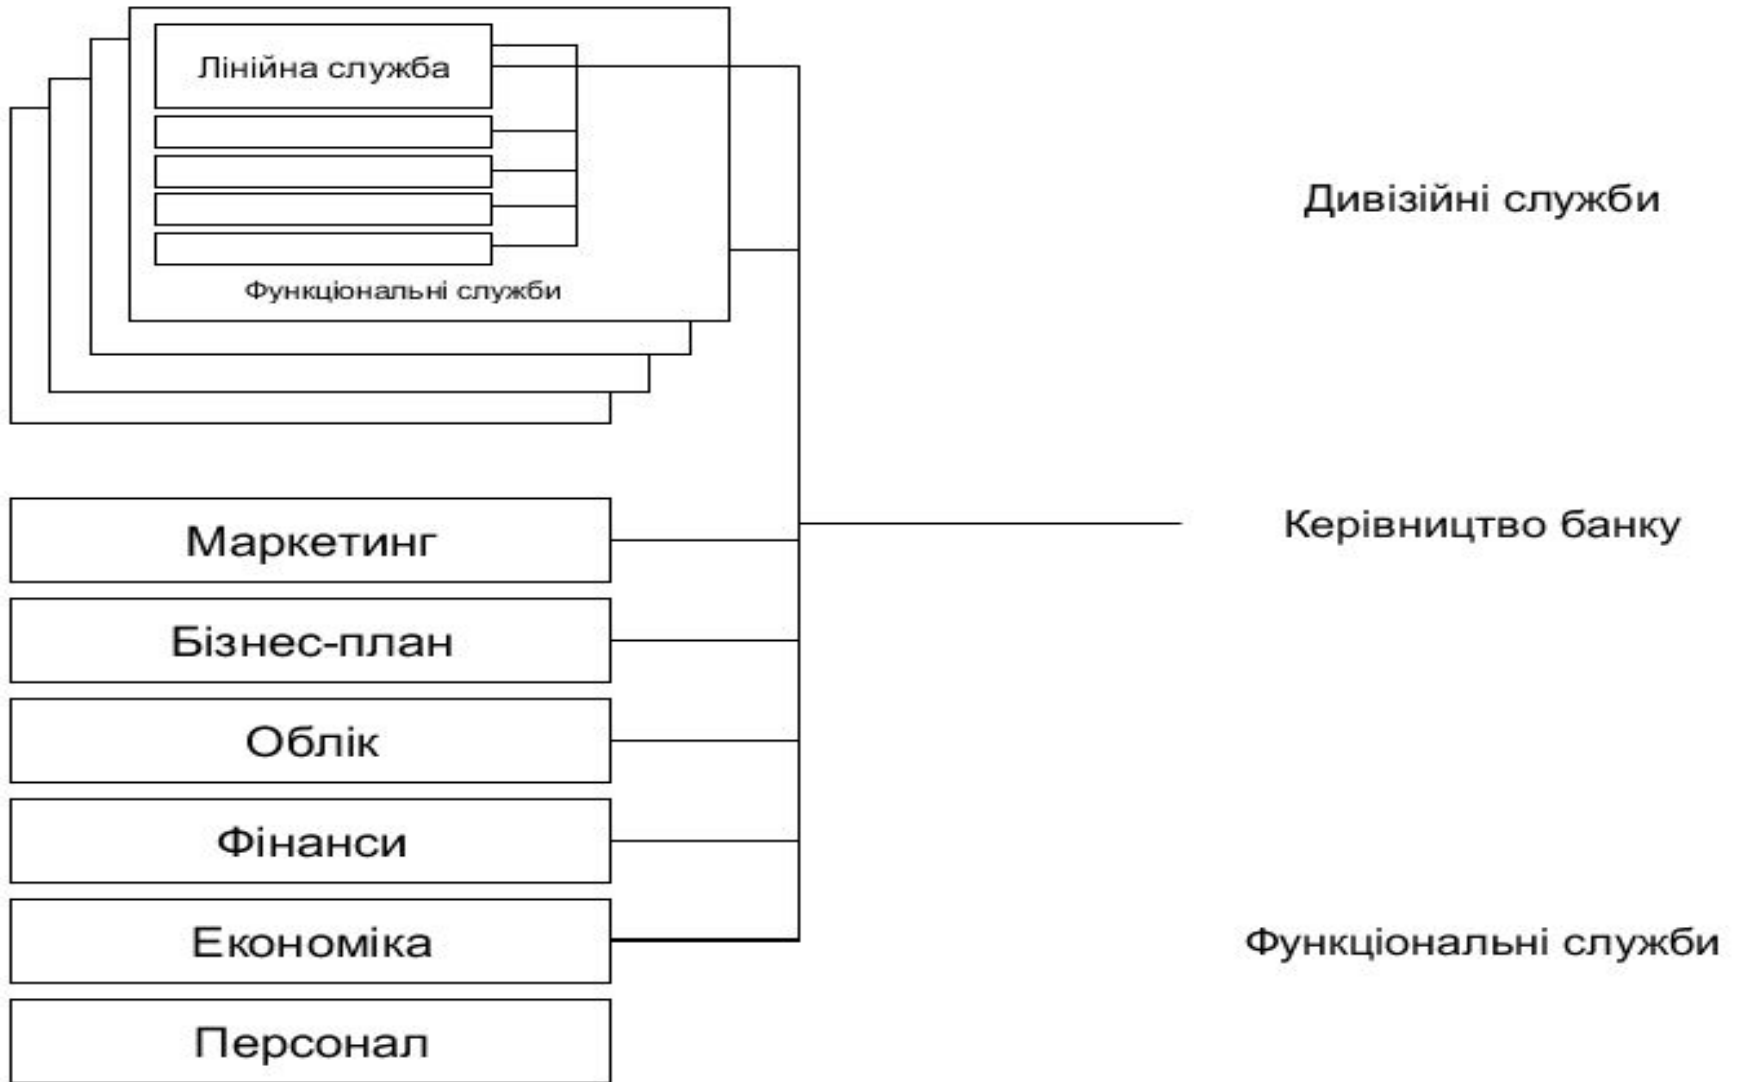 Лінійна служба
Функціональні служби
Дивізійні служби
Маркетинг
Керівництво банку
Бізнес-план
Облік
Фінанси
Економіка
Функціональні служби
Персонал